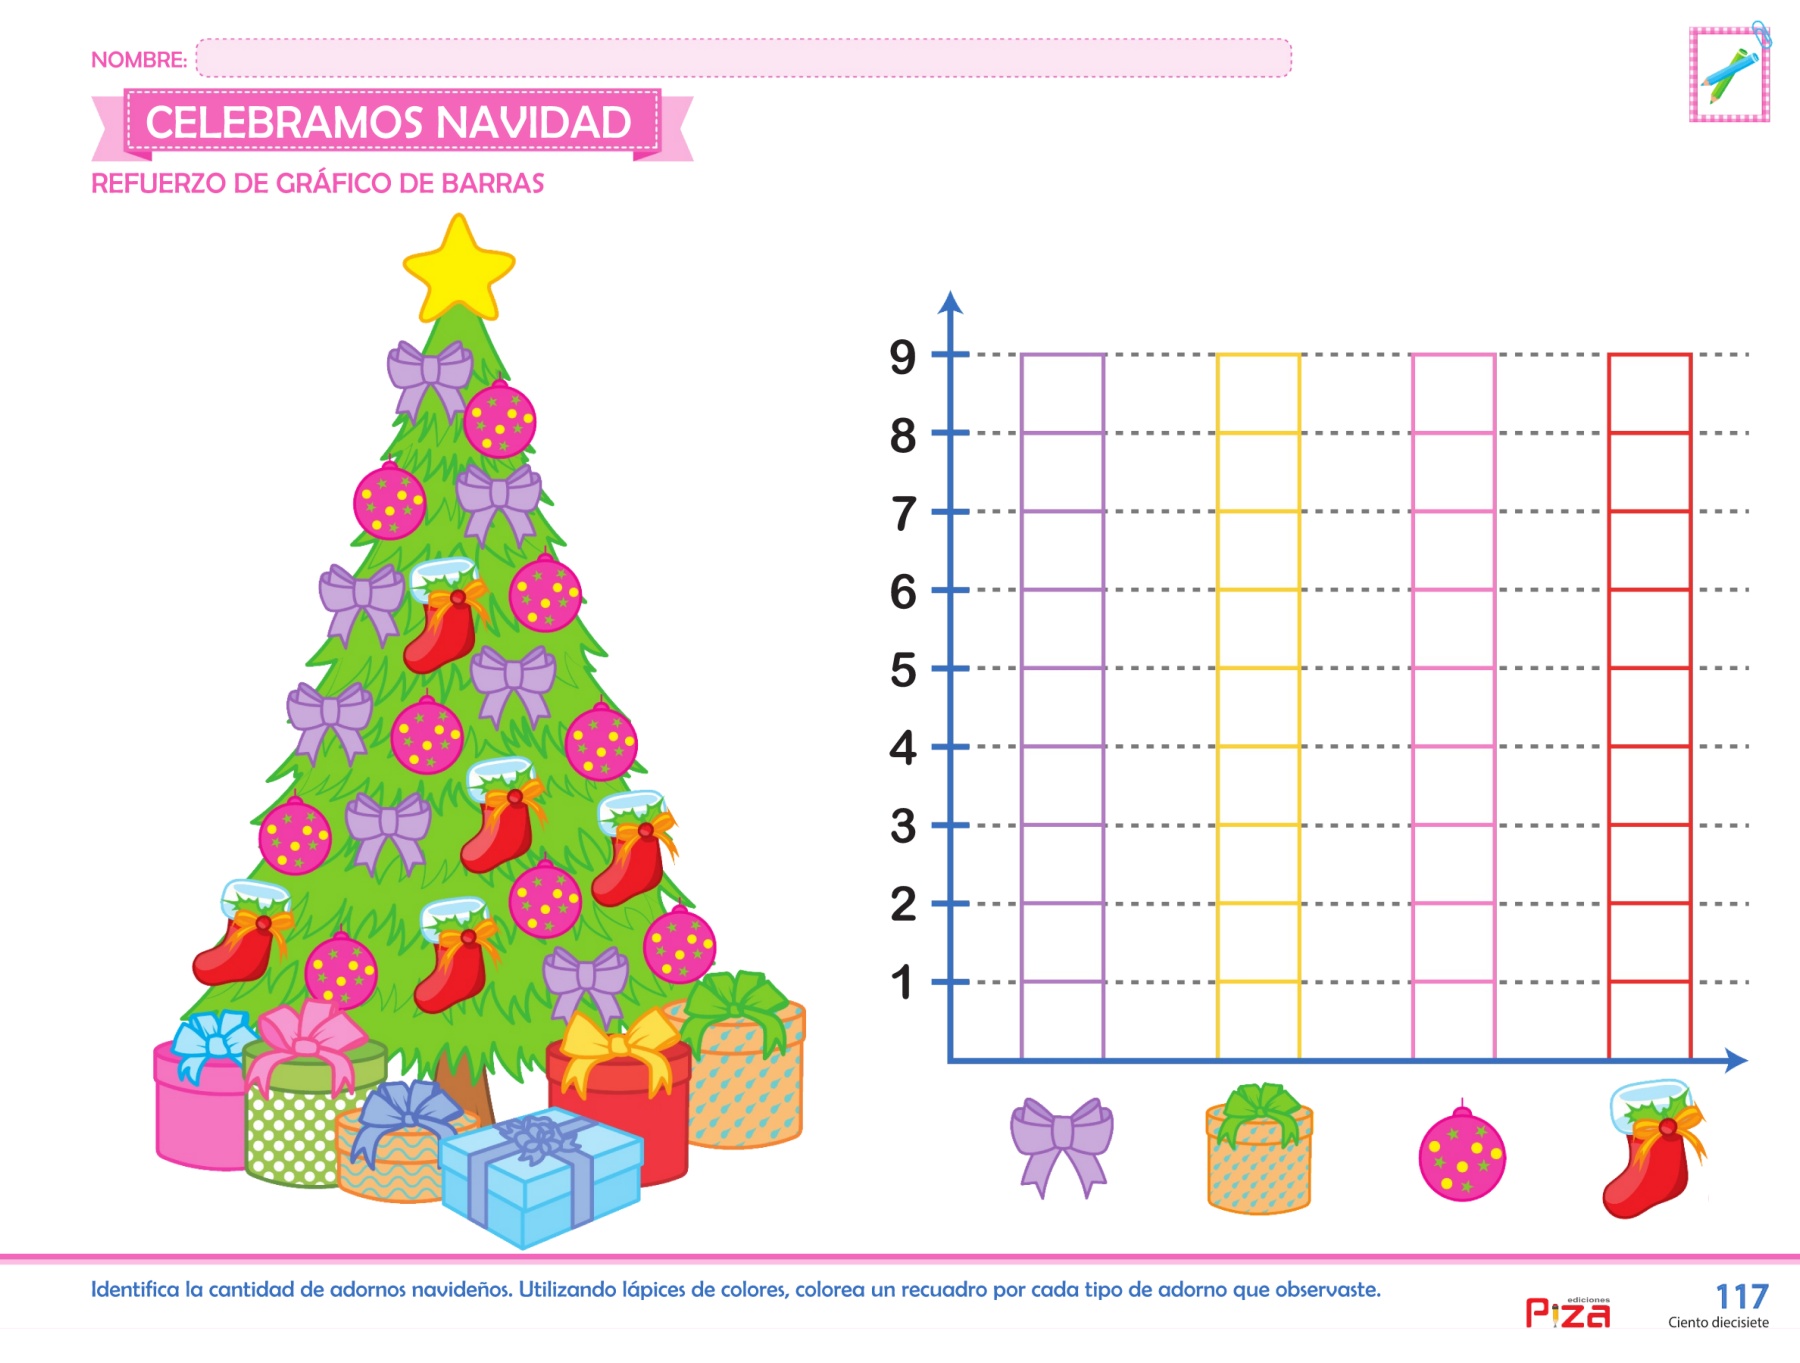 NOMBRE:
CELEBRAMOS NAVIDAD
REFUERZO DE GRÁFICO DE BARRAS
9
8
7
6
5
4
3
2
1
Identifica la cantidad de adornos navideños. Utilizando lápices de colores, colorea un recuadro por cada tipo de adorno que observaste.
ediciones
Piza
117
Ciento diecisiete